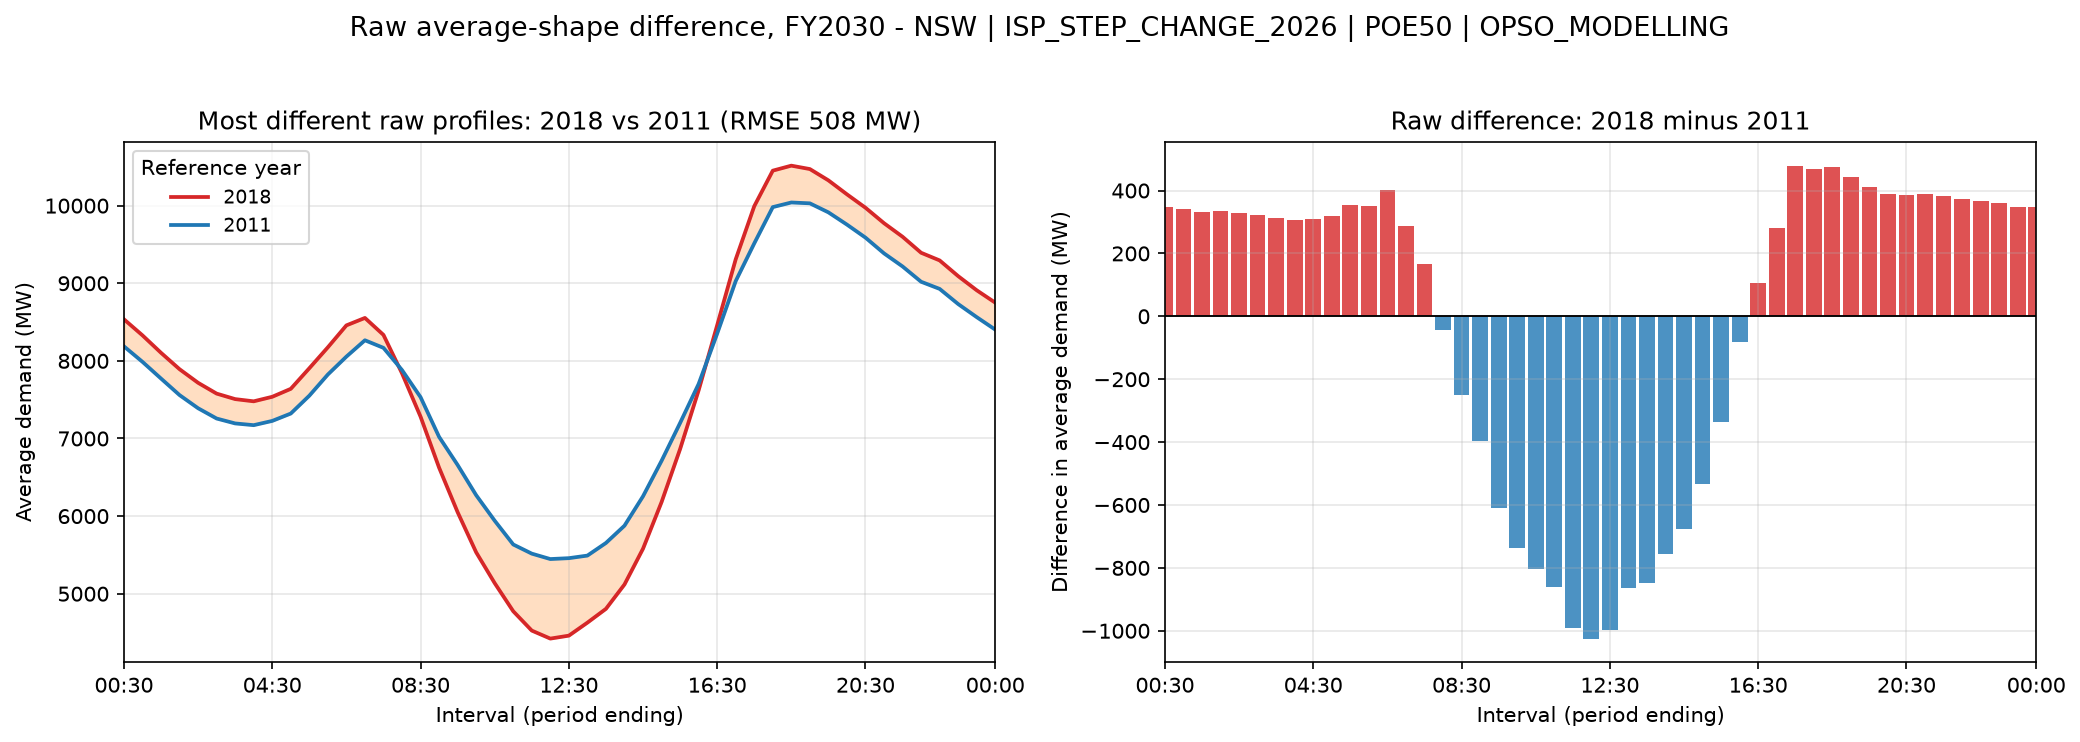 Raw average-shape difference, FY2030 - NSW | ISP_STEP_CHANGE_2026 | POE50 | OPSO_MODELLING
Most different raw profiles: 2018 vs 2011 (RMSE 508 MW)
Reference year
2018
2011
Average demand (MW)
10000
9000
8000
7000
6000
5000
00:30 04:30 08:30 12:30 16:30 20:30 00:00
Interval (period ending)
Raw difference: 2018 minus 2011
Difference in average demand (MW)
400
200
0
−200
−400
−600
−800
−1000
00:30 04:30 08:30 12:30 16:30 20:30 00:00
Interval (period ending)